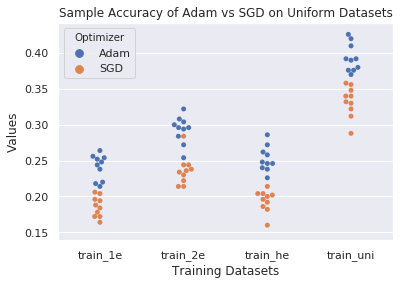 Sample Accuracy of Adam vs SGD on Uniform Datasets
Optimizer
Adam
SGD
Values
0.40
0.35
0.30
0.25
0.20
0.15
train_1e train_2e train_he train_uni
Training Datasets